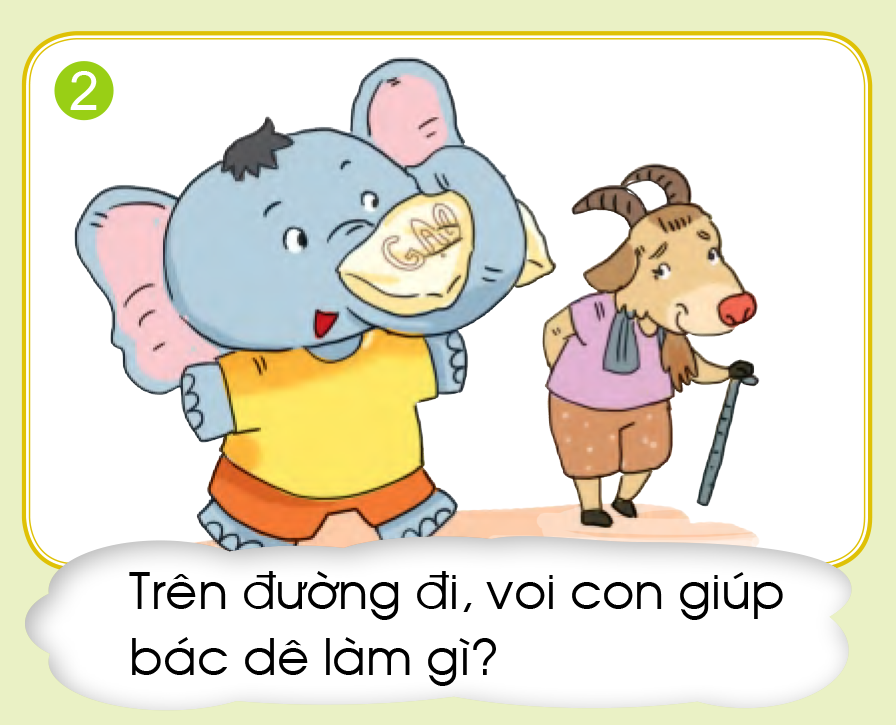 2
GẠO
Trên đường đi, voi con giúp
bác dê làm gì?